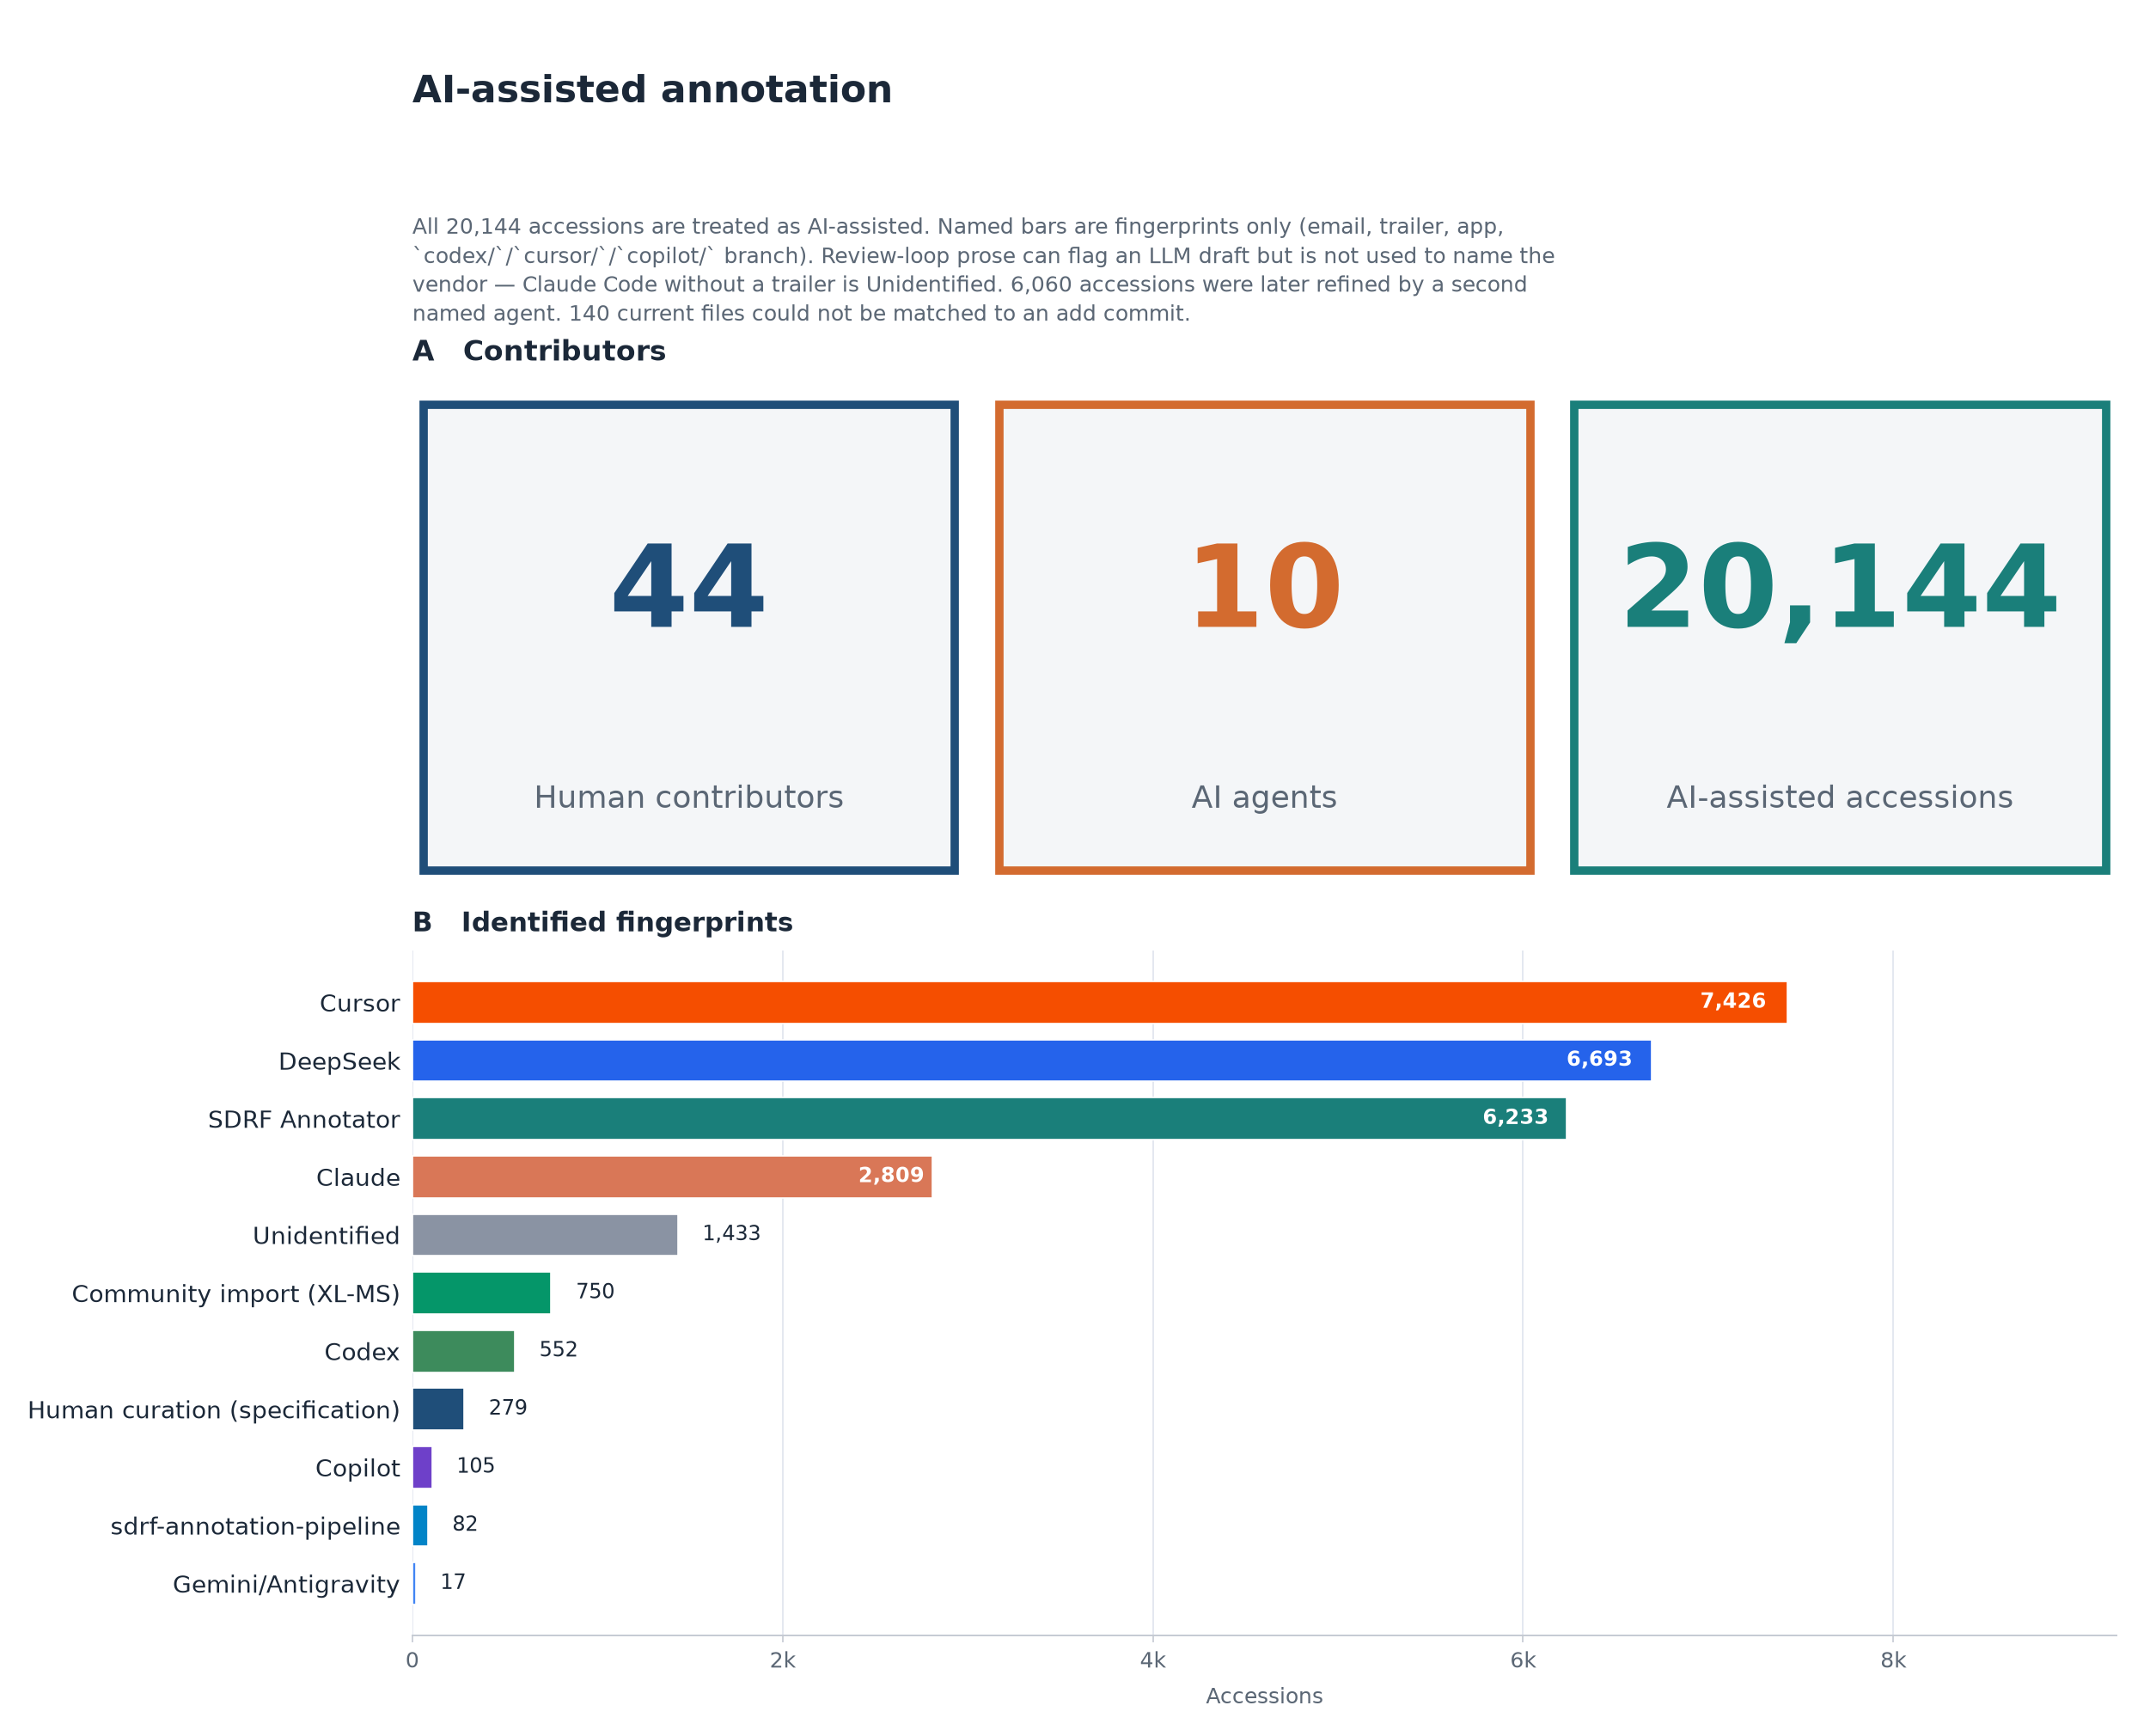 AI-assisted annotation
All 20,144 accessions are treated as AI-assisted. Named bars are fingerprints only (email, trailer, app,
`codex/`/`cursor/`/`copilot/` branch). Review-loop prose can flag an LLM draft but is not used to name the
vendor — Claude Code without a trailer is Unidentified. 6,060 accessions were later refined by a second
named agent. 140 current files could not be matched to an add commit.
A Contributors
44
Human contributors
10
AI agents
20,144
AI-assisted accessions
B Identified fingerprints
Cursor 7,426
DeepSeek 6,693
SDRF Annotator 6,233
Claude 2,809
Unidentified 1,433
Community import (XL-MS) 750
Codex 552
Human curation (specification) 279
Copilot 105
sdrf-annotation-pipeline 82
Gemini/Antigravity 17
0 2k 4k 6k 8k
Accessions